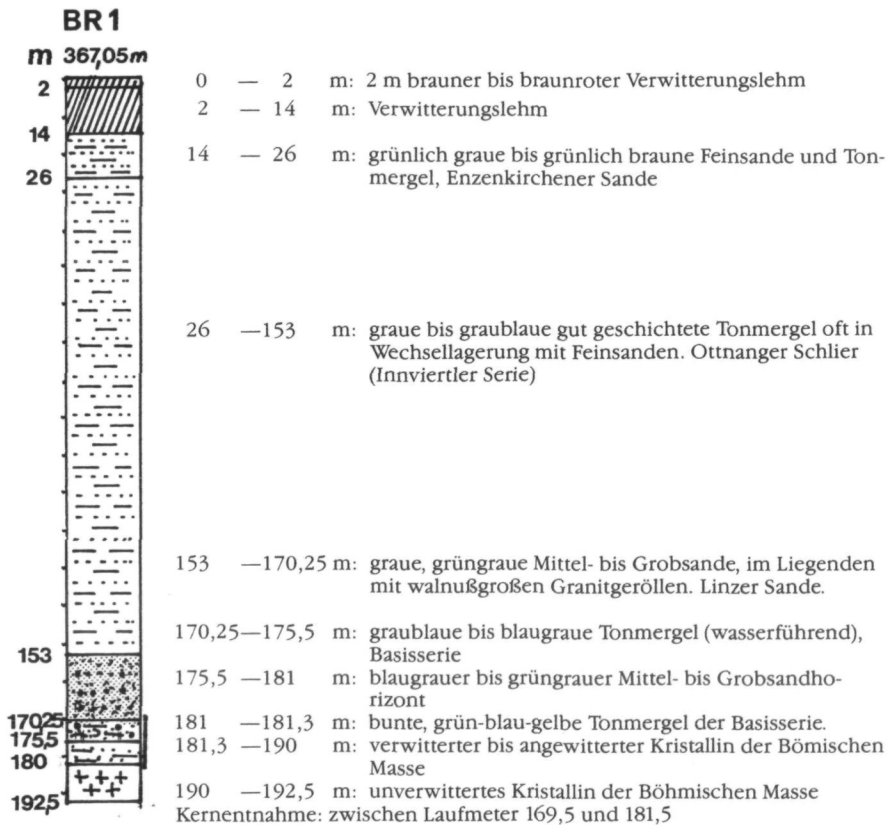 BR1
m 367,05m
2
14
26
153
170,25
175,5
180
192,5
0 — 2 m: 2 m brauner bis braunroter Verwitterungslehm
2 — 14 m: Verwitterungslehm
14 — 26 m: grünlich graue bis grünlich braune Feinsande und Ton-
mergel, Enzenkirchener Sande
26 —153 m: graue bis graublaue gut geschichtete Tonmergel oft in
Wechsellagerung mit Feinsanden. Ottnanger Schlier
(Innviertler Serie)
153 —170,25 m: graue, grüngraue Mittel- bis Grobsande, im Liegenden
mit walnußgroßen Granitgeröllen. Linzer Sande.
170,25—175,5 m: graublaue bis blaugraue Tonmergel (wasserführend),
Basisserie
175,5 —181 m: blaugrauer bis grüngrauer Mittel- bis Grobsandho-
rizont
181 —181,3 m: bunte, grün-blau-gelbe Tonmergel der Basisserie.
181,3 —190 m: verwitterter bis angewitterter Kristallin der Bömischen
Masse
190 —192,5 m: unverwittertes Kristallin der Böhmischen Masse
Kernentnahme: zwischen Laufmeter 169,5 und 181,5